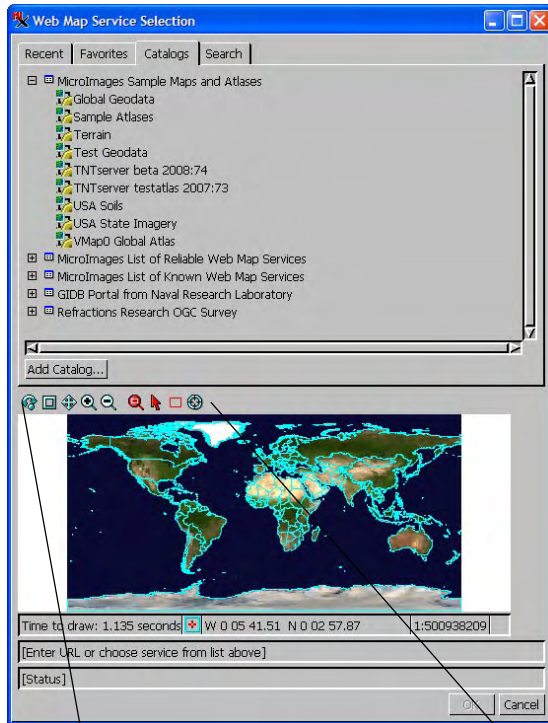 Web Map Service Selection
Recent Favorites Catalogs Search
MicroImages Sample Maps and Atlases
Global Geodata
Sample Atlases
Terrain
Test Geodata
TNTserver beta 2008:74
TNTserver testatlas 2007:73
USA Soils
USA State Imagery
VMap0 Global Atlas
MicroImages List of Reliable Web Map Services
MicroImages List of Known Web Map Services
GIDB Portal from Naval Research Laboratory
Refractions Research OGC Survey
Add Catalog...
Time to draw: 1.135 seconds W 0 05 41.51 N 0 02 57.87 1:500938209
[Enter URL or choose service from list above]
[Status]
OK Cancel